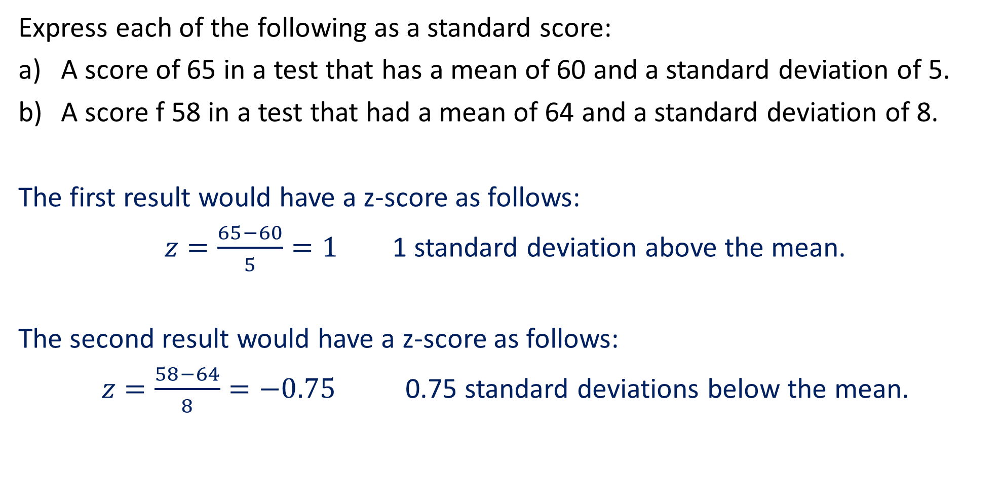 Express each of the following as a standard score:
a) A score of 65 in a test that has a mean of 60 and a standard deviation of 5.
b) A score f 58 in a test that had a mean of 64 and a standard deviation of 8.
The first result would have a z-score as follows:
z = \frac{65−60}{5} = 1 1 standard deviation above the mean.
The second result would have a z-score as follows:
z = \frac{58−64}{8} = −0.75 0.75 standard deviations below the mean.